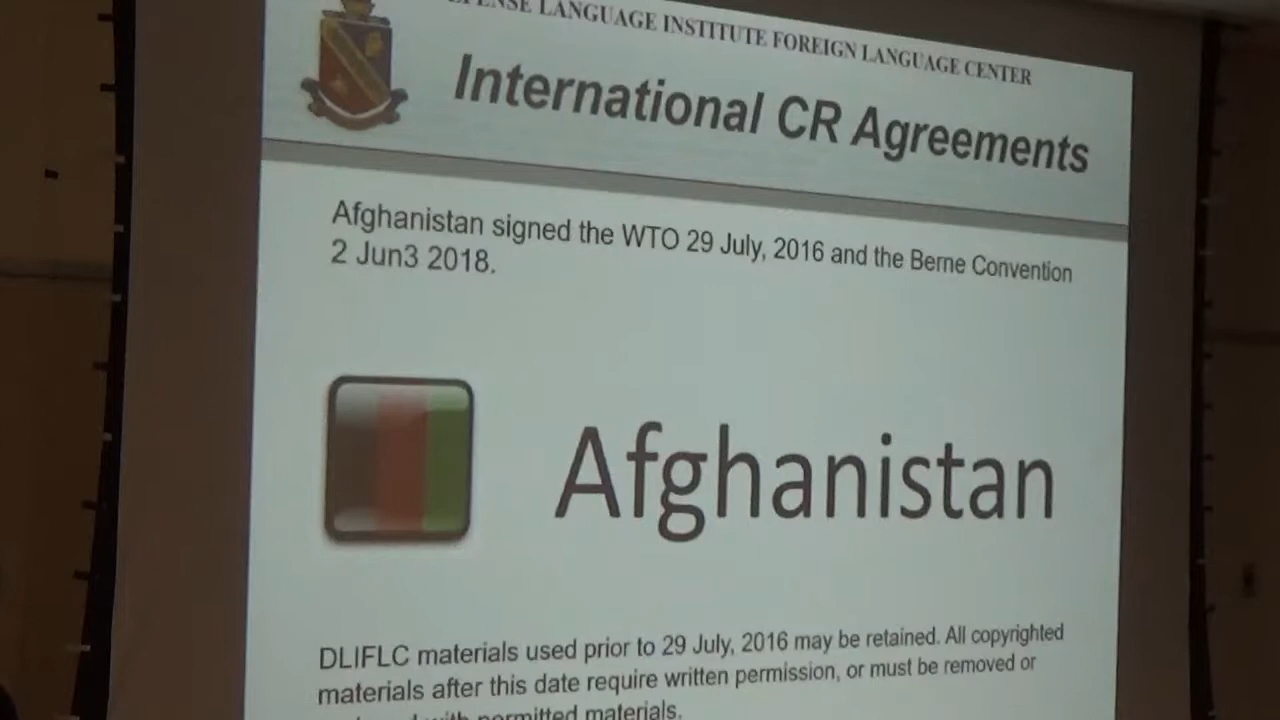 LANGUAGE INSTITUTE FOREIGN LANGUAGE CENTER
International CR Agreements
Afghanistan signed the WTO 29 July, 2016 and the Berne Convention
2 Jun3 2018.
Afghanistan
DLIFLC materials used prior to 29 July, 2016 may be retained. All copyrighted
materials after this date require written permission, or must be removed or
with permitted materials.